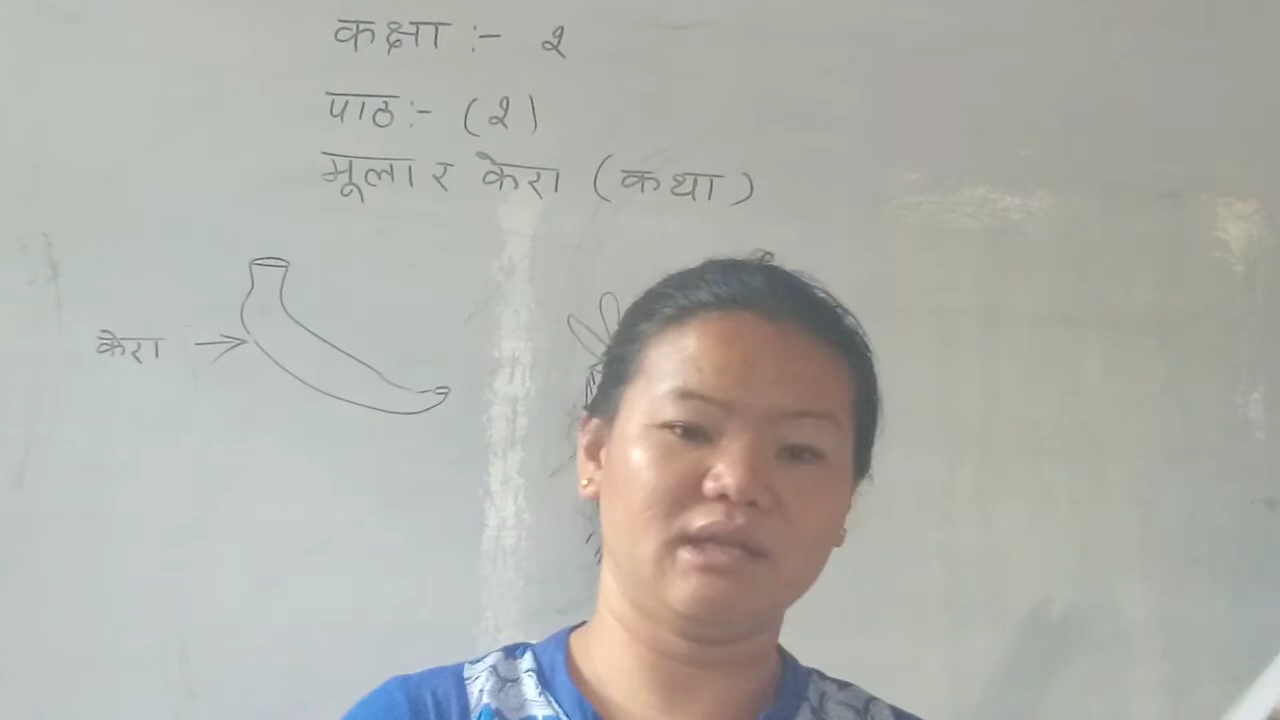 कक्षा :- २
पाठ:- (२)
मूला र केरा (कथा)
केरा